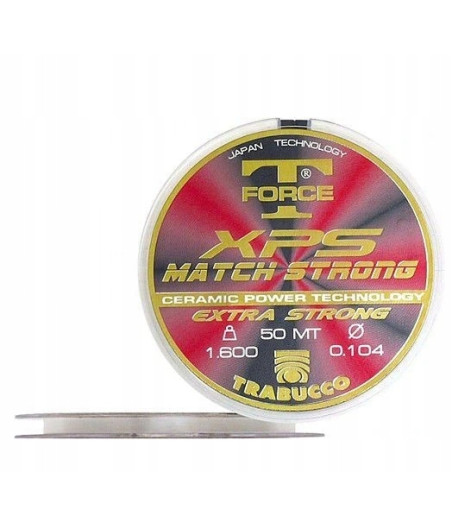 JAPAN TECHNOLOGY
T ®
FORCE
XPS
MATCH STRONG
CERAMIC POWER TECHNOLOGY
EXTRA STRONG
50 MT Ø
1.600 0.104
TRABUCCO